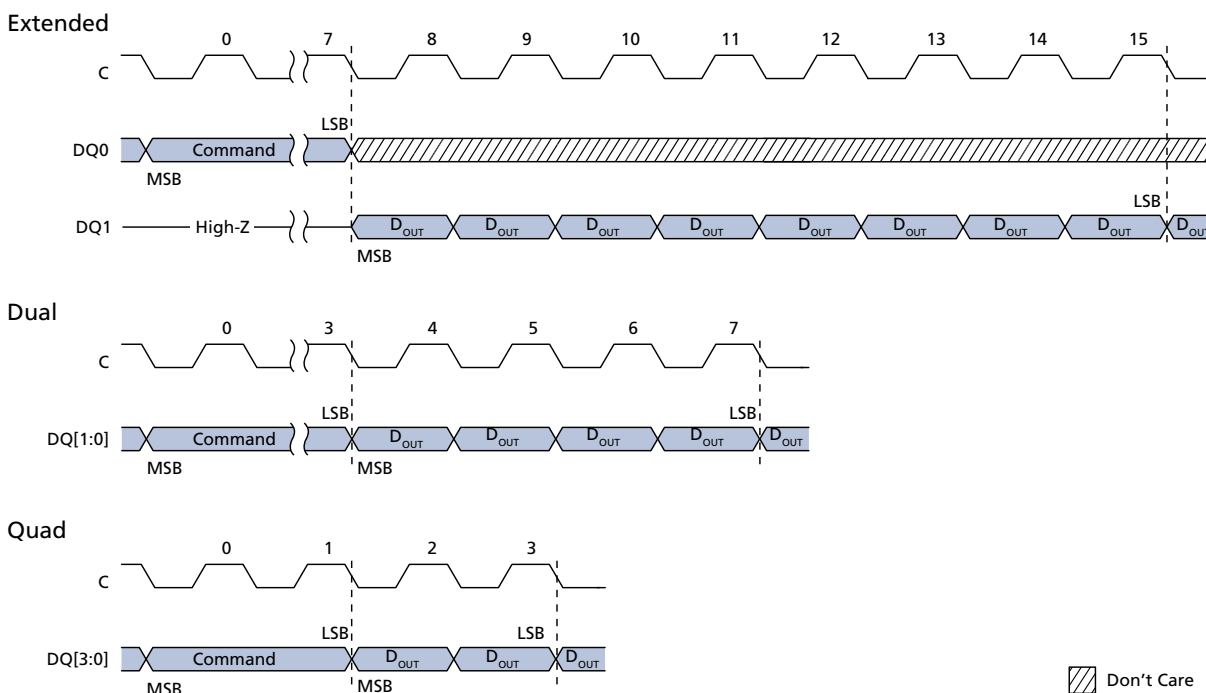 Extended
0 7 8 9 10 11 12 13 14 15
C
LSB
DQ0 Command
MSB
LSB
DQ1 High-Z DOUT DOUT DOUT DOUT DOUT DOUT DOUT DOUT DOUT
MSB
Dual
0 3 4 5 6 7
C
LSB LSB
DQ[1:0] Command DOUT DOUT DOUT DOUT DOUT
MSB MSB
Quad
0 1 2 3
C
LSB LSB
DQ[3:0] Command DOUT DOUT DOUT
MSB MSB
Don't Care